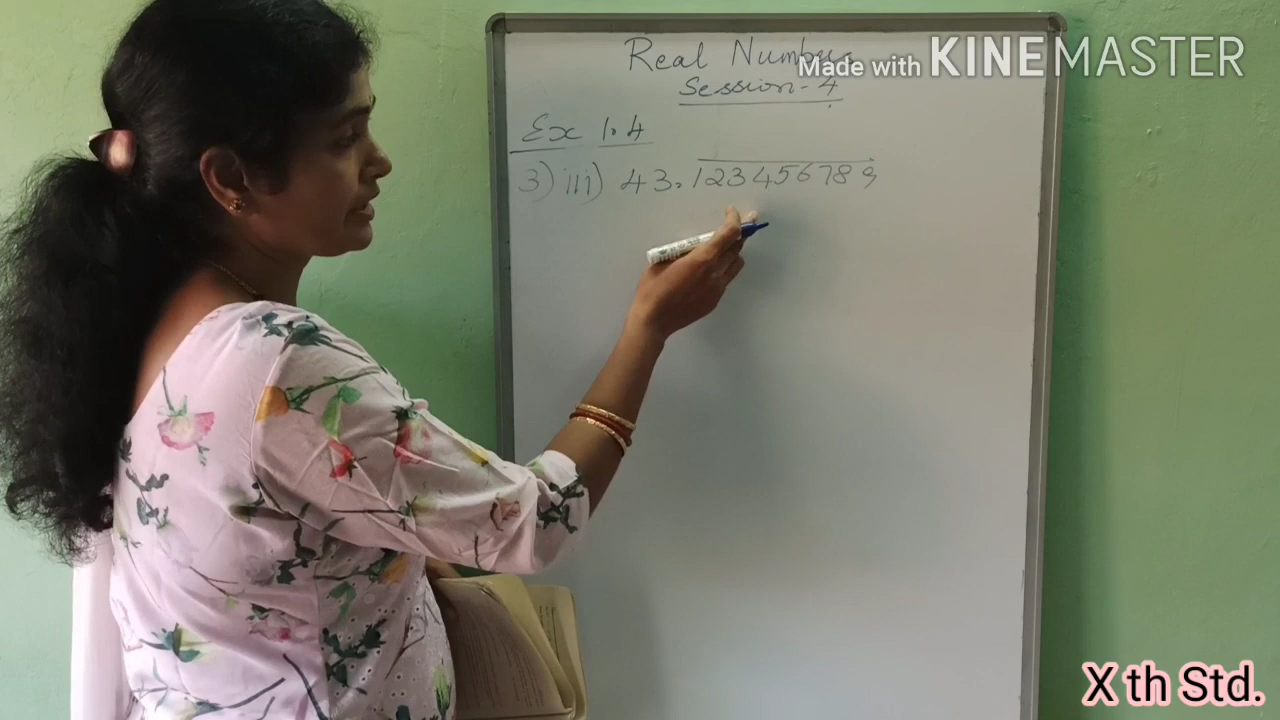 Real Numbers
Made with KINEMASTER
Session - 4
Ex 1.4
3) iii) 43.123456789
X th Std.